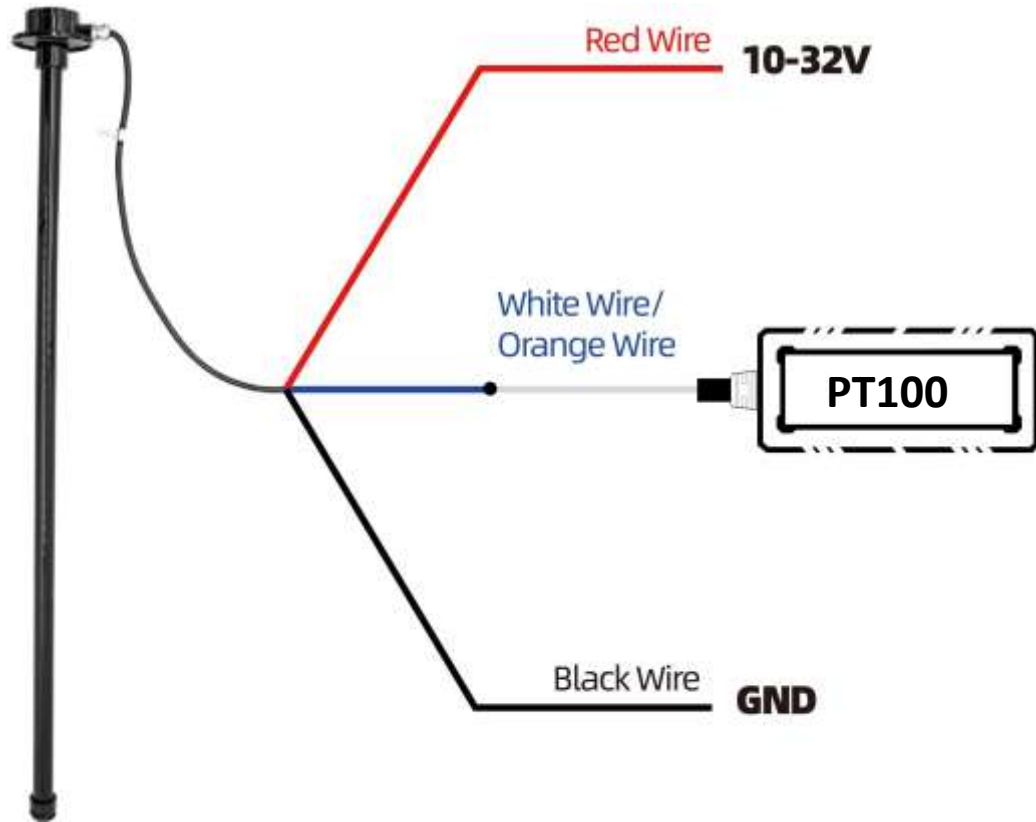 Red Wire 10-32V
White Wire/
Orange Wire
PT100
Black Wire GND